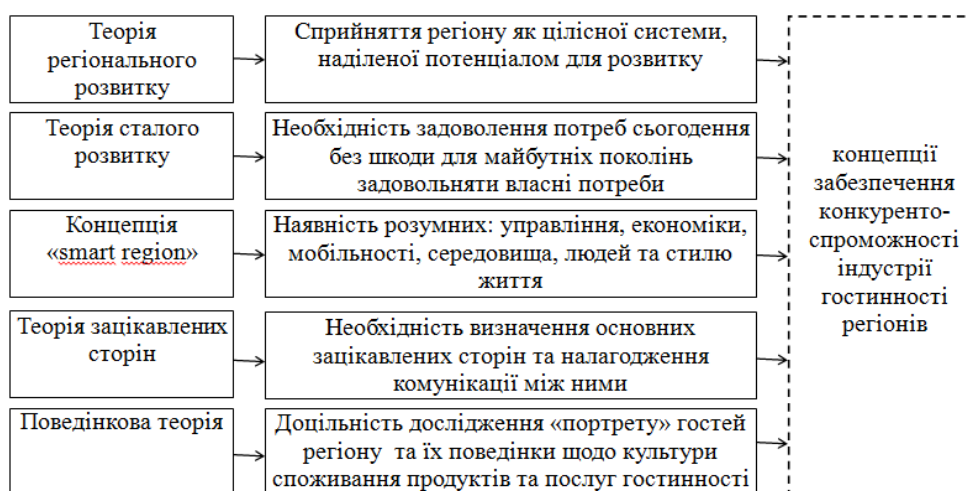 Теорія
регіонального
розвитку
Сприйняття регіону як цілісної системи,
наділеної потенціалом для розвитку
Теорія сталого
розвитку
Необхідність задоволення потреб сьогодення
без шкоди для майбутніх поколінь
задовольняти власні потреби
Концепція
«smart region»
Наявність розумних: управління, економіки,
мобільності, середовища, людей та стилю
життя
Теорія зацікавлених
сторін
Необхідність визначення основних
зацікавлених сторін та налагодження
комунікації між ними
Поведінкова теорія
Доцільність дослідження «портрету» гостей
регіону та їх поведінки щодо культури
споживання продуктів та послуг гостинності
концепції
забезпечення
конкуренто-
спроможності
індустрії
гостинності
регіонів